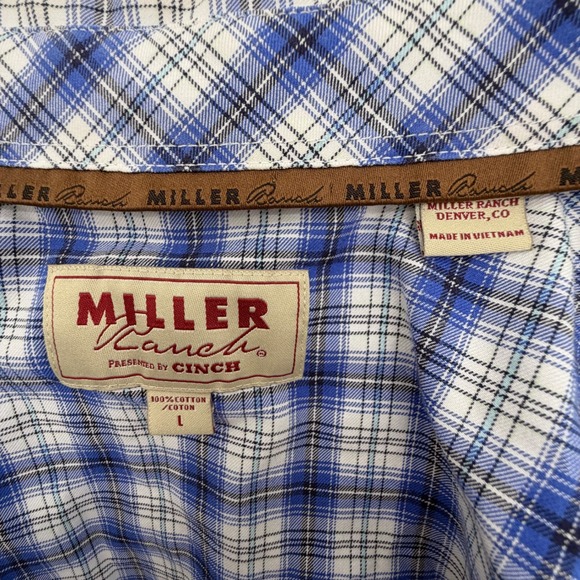 LER Ranch MILLER Ranch MILLER Ranch M
MILLER RANCH
DENVER, CO
MADE IN VIETNAM
MILLER
Ranch®
PRESENTED BY CINCH
100% COTTON
/COTON
L